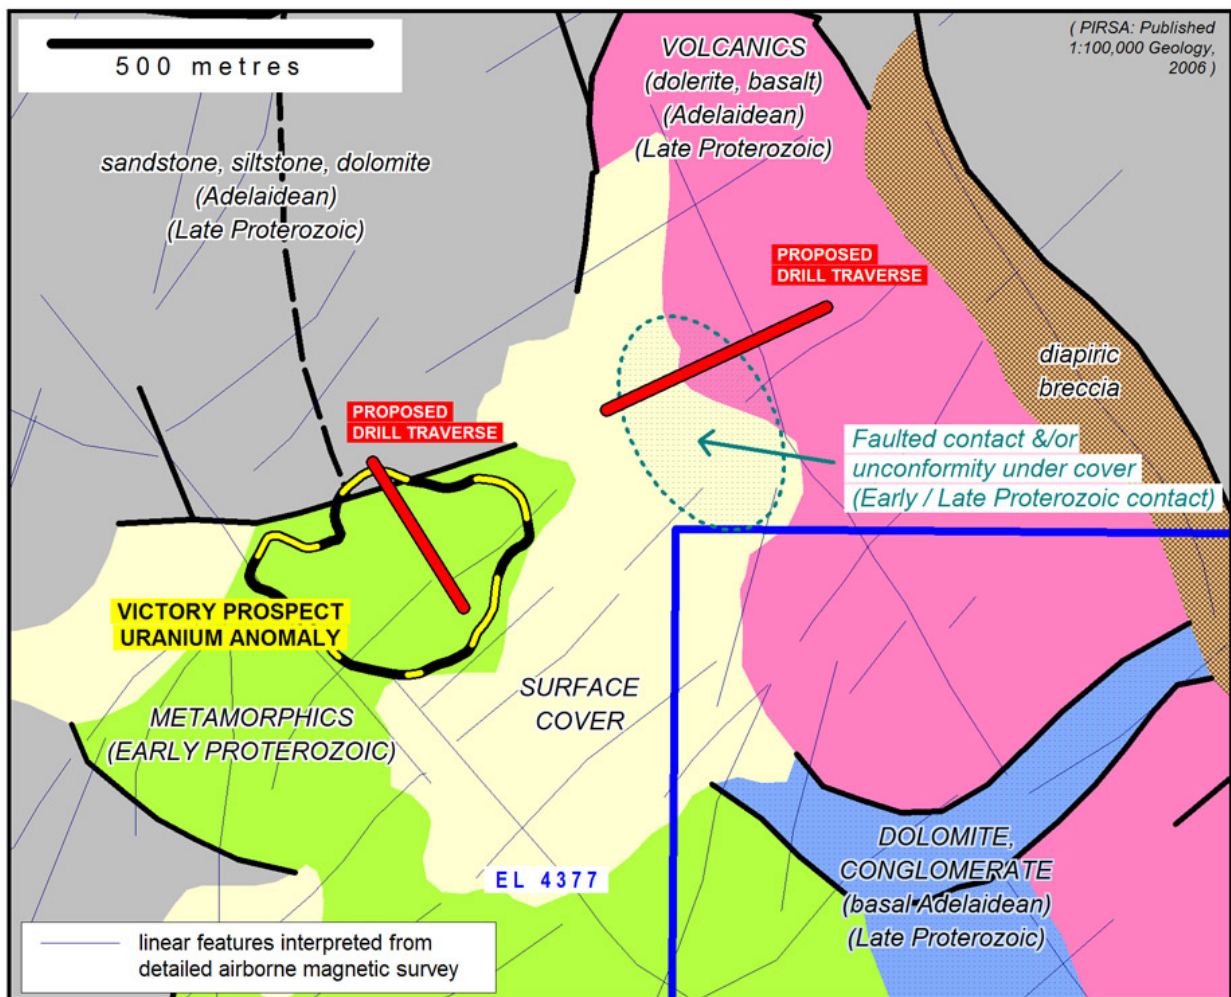 500 metres
( PIRSA: Published
1:100,000 Geology,
2006 )
VOLCANICS
(dolerite, basalt)
(Adelaidean)
(Late Proterozoic)
sandstone, siltstone, dolomite
(Adelaidean)
(Late Proterozoic)
PROPOSED
DRILL TRAVERSE
diapiric
breccia
PROPOSED
DRILL TRAVERSE
Faulted contact &/or
unconformity under cover
(Early / Late Proterozoic contact)
VICTORY PROSPECT
URANIUM ANOMALY
SURFACE
COVER
METAMORPHICS
(EARLY PROTEROZOIC)
DOLOMITE,
CONGLOMERATE
(basal Adelaidean)
(Late Proterozoic)
EL 4377
linear features interpreted from
detailed airborne magnetic survey